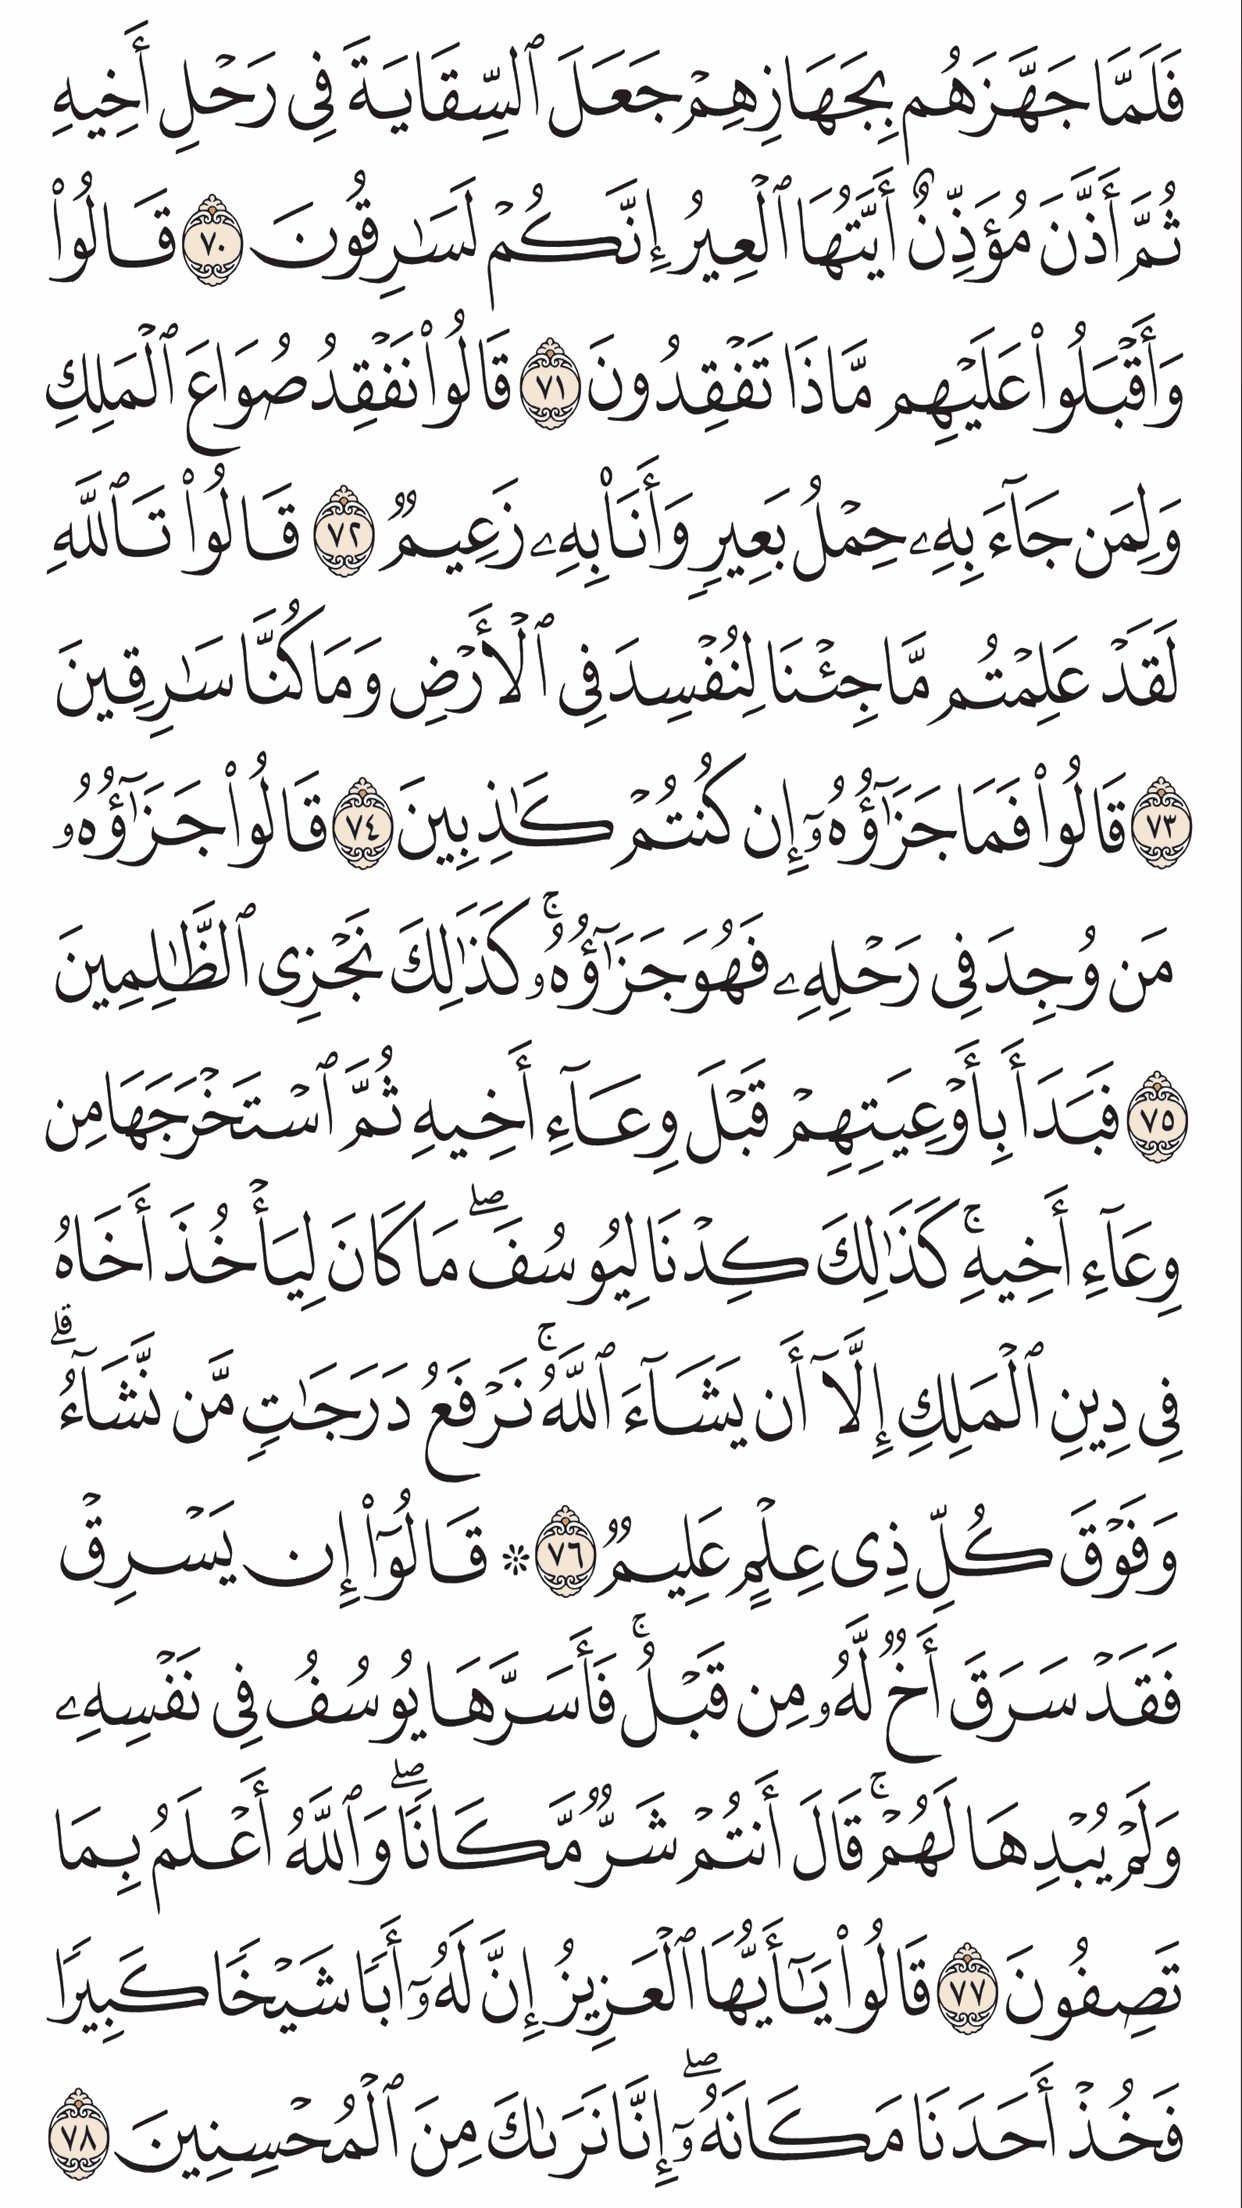 فَلَمَّا جَهَّزَهُم بِجَهَازِهِمْ جَعَلَ ٱلسِّقَايَةَ فِى رَحْلِ أَخِيهِ
ثُمَّ أَذَّنَ مُؤَذِّنٌ أَيَّتُهَا ٱلْعِيرُ إِنَّكُمْ لَسَـٰرِقُونَ ٧٠ قَالُوا۟
وَأَقْبَلُوا۟ عَلَيْهِم مَّاذَا تَفْقِدُونَ ٧١ قَالُوا۟ نَفْقِدُ صُوَاعَ ٱلْمَلِكِ
وَلِمَن جَآءَ بِهِۦ حِمْلُ بَعِيرٍ وَأَنَا۠ بِهِۦ زَعِيمٌ ٧٢ قَالُوا۟ تَٱللَّهِ
لَقَدْ عَلِمْتُم مَّا جِئْنَا لِنُفْسِدَ فِى ٱلْأَرْضِ وَمَا كُنَّا سَـٰرِقِينَ
٧٣ قَالُوا۟ فَمَا جَزَٰٓؤُهُۥٓ إِن كُنتُمْ كَـٰذِبِينَ ٧٤ قَالُوا۟ جَزَٰٓؤُهُۥ
مَن وُجِدَ فِى رَحْلِهِۦ فَهُوَ جَزَٰٓؤُهُۥ ۚ كَذَٰلِكَ نَجْزِى ٱلظَّـٰلِمِينَ
٧٥ فَبَدَأَ بِأَوْعِيَتِهِمْ قَبْلَ وِعَآءِ أَخِيهِ ثُمَّ ٱسْتَخْرَجَهَا مِن
وِعَآءِ أَخِيهِ ۚ كَذَٰلِكَ كِدْنَا لِيُوسُفَ ۖ مَا كَانَ لِيَأْخُذَ أَخَاهُ
فِى دِينِ ٱلْمَلِكِ إِلَّآ أَن يَشَآءَ ٱللَّهُ ۚ نَرْفَعُ دَرَجَـٰتٍ مَّن نَّشَآءُ ۗ
وَفَوْقَ كُلِّ ذِى عِلْمٍ عَلِيمٌ ٧٦ ۞ قَالُوٓا۟ إِن يَسْرِقْ
فَقَدْ سَرَقَ أَخٌ لَّهُۥ مِن قَبْلُ ۚ فَأَسَرَّهَا يُوسُفُ فِى نَفْسِهِۦ
وَلَمْ يُبْدِهَا لَهُمْ ۚ قَالَ أَنتُمْ شَرٌّ مَّكَانًا ۖ وَٱللَّهُ أَعْلَمُ بِمَا
تَصِفُونَ ٧٧ قَالُوا۟ يَـٰٓأَيُّهَا ٱلْعَزِيزُ إِنَّ لَهُۥٓ أَبًا شَيْخًا كَبِيرًا
فَخُذْ أَحَدَنَا مَكَانَهُۥٓ ۖ إِنَّا نَرَىٰكَ مِنَ ٱلْمُحْسِنِينَ ٧٨